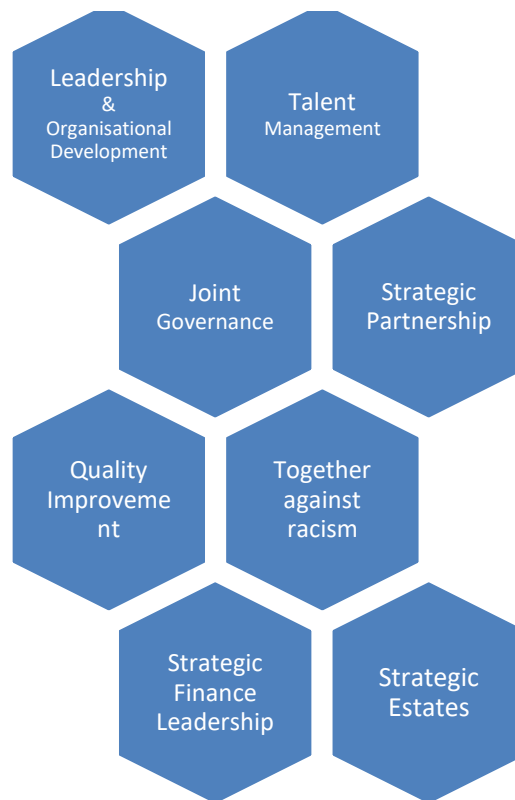 Leadership
&
Organisational
Development
Talent
Management
Joint
Governance
Strategic
Partnership
Quality
Improveme
nt
Together
against
racism
Strategic
Finance
Leadership
Strategic
Estates